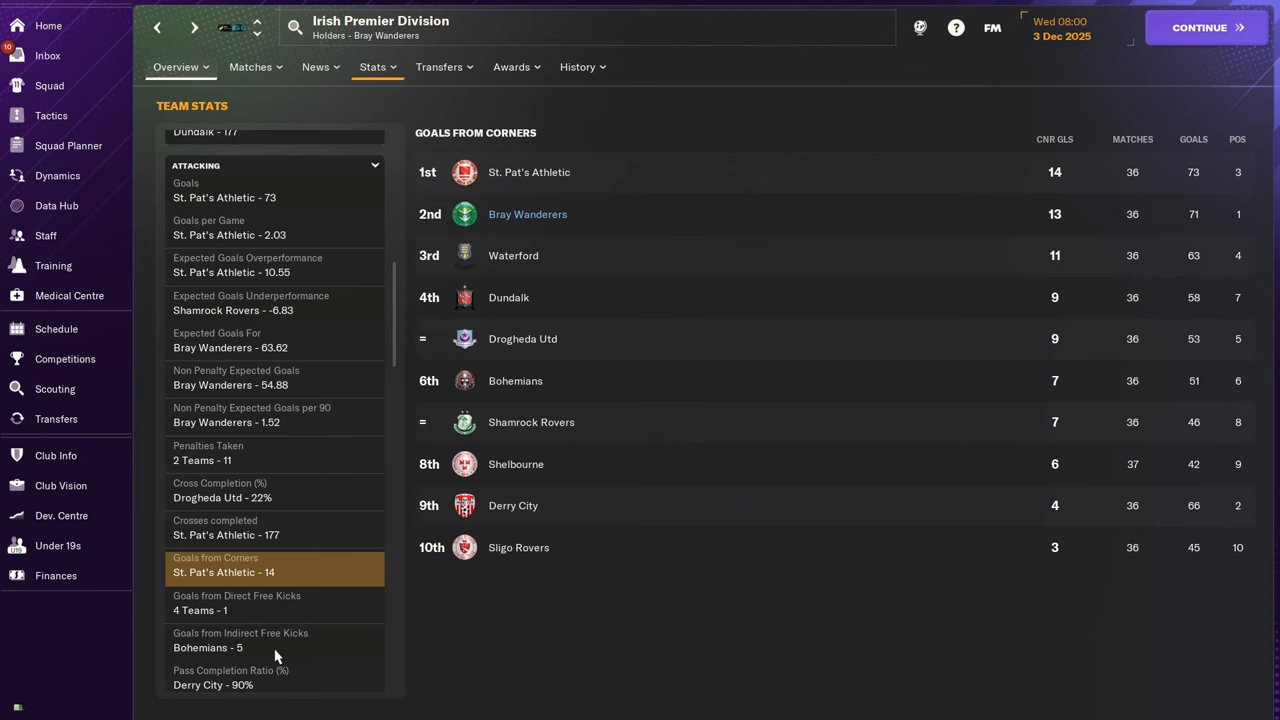 Home
10
Inbox
Squad
Tactics
Squad Planner
Dynamics
Data Hub
Staff
Training
Medical Centre
Schedule
Competitions
Scouting
Transfers
Club Info
Club Vision
Dev. Centre
U19
Under 19s
Finances
Irish Premier Division
Holders - Bray Wanderers
?
FM
Wed 08:00
3 Dec 2025
CONTINUE
Overview
Matches
News
Stats
Transfers
Awards
History
TEAM STATS
Dundalk - 177
ATTACKING
Goals
St. Pat's Athletic - 73
Goals per Game
St. Pat's Athletic - 2.03
Expected Goals Overperformance
St. Pat's Athletic - 10.55
Expected Goals Underperformance
Shamrock Rovers - -6.83
Expected Goals For
Bray Wanderers - 63.62
Non Penalty Expected Goals
Bray Wanderers - 54.88
Non Penalty Expected Goals per 90
Bray Wanderers - 1.52
Penalties Taken
2 Teams - 11
Cross Completion (%)
Drogheda Utd - 22%
Crosses completed
St. Pat's Athletic - 177
Goals from Corners
St. Pat's Athletic - 14
Goals from Direct Free Kicks
4 Teams - 1
Goals from Indirect Free Kicks
Bohemians - 5
Pass Completion Ratio (%)
Derry City - 90%
GOALS FROM CORNERS CNR GLS MATCHES GOALS POS
1st St. Pat's Athletic 14 36 73 3
2nd Bray Wanderers 13 36 71 1
3rd Waterford 11 36 63 4
4th Dundalk 9 36 58 7
= Drogheda Utd 9 36 53 5
6th Bohemians 7 36 51 6
= Shamrock Rovers 7 36 46 8
8th Shelbourne 6 37 42 9
9th Derry City 4 36 66 2
10th Sligo Rovers 3 36 45 10